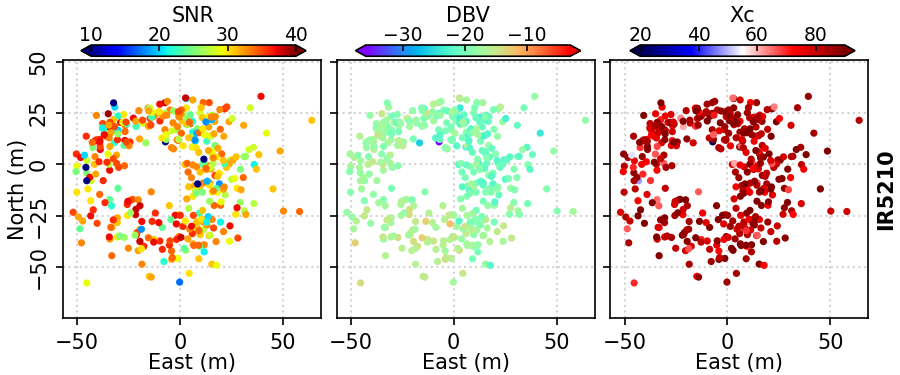 SNR DBV Xc
10 20 30 40 −30 −20 −10 20 40 60 80
50
25
0
−25
−50
North (m)
IR5210
−50 0 50 −50 0 50 −50 0 50
East (m) East (m) East (m)